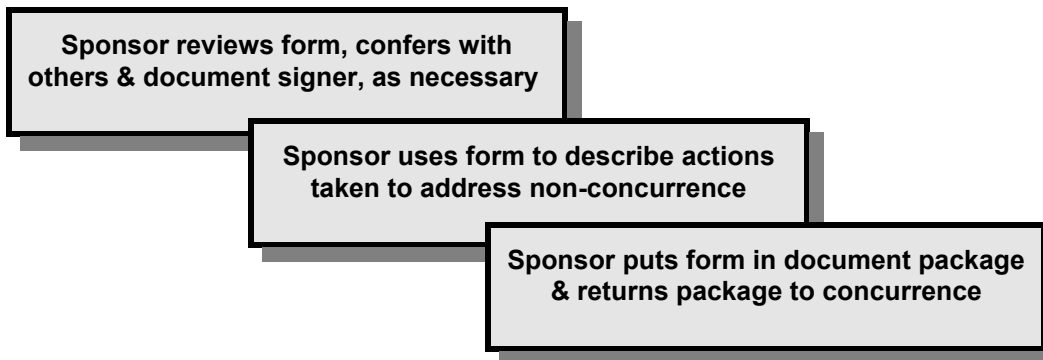 Sponsor reviews form, confers with
others & document signer, as necessary
Sponsor uses form to describe actions
taken to address non-concurrence
Sponsor puts form in document package
& returns package to concurrence